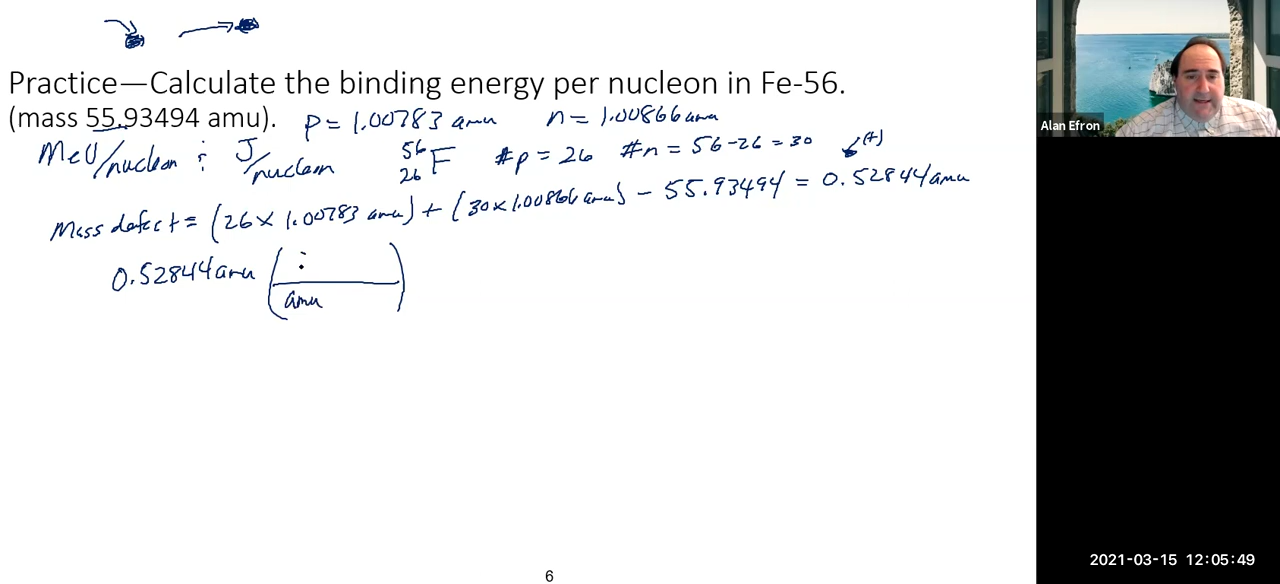 Practice—Calculate the binding energy per nucleon in Fe-56.
(mass 55.93494 amu). p = 1.00783 amu n = 1.00866 amu
MeV/nucleon ; J/nucleon 56 26 F #p = 26 #n = 56-26 = 30 (+)
Mass defect = (26 × 1.00783 amu) + (30 × 1.00866 amu) - 55.93494 = 0.52844 amu
0.52844 amu ( amu )
Alan Efron
2021-03-15 12:05:49
6